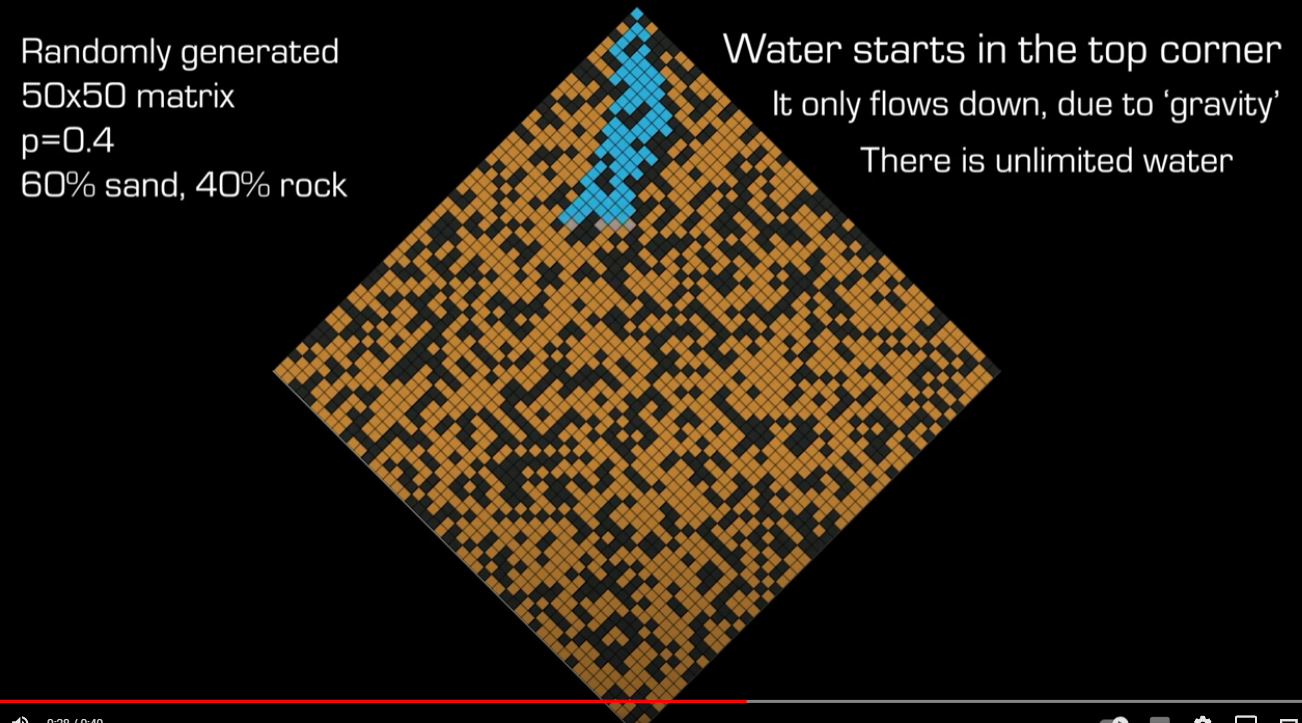 Randomly generated
50x50 matrix
p=0.4
60% sand, 40% rock
Water starts in the top corner
It only flows down, due to ‘gravity’
There is unlimited water